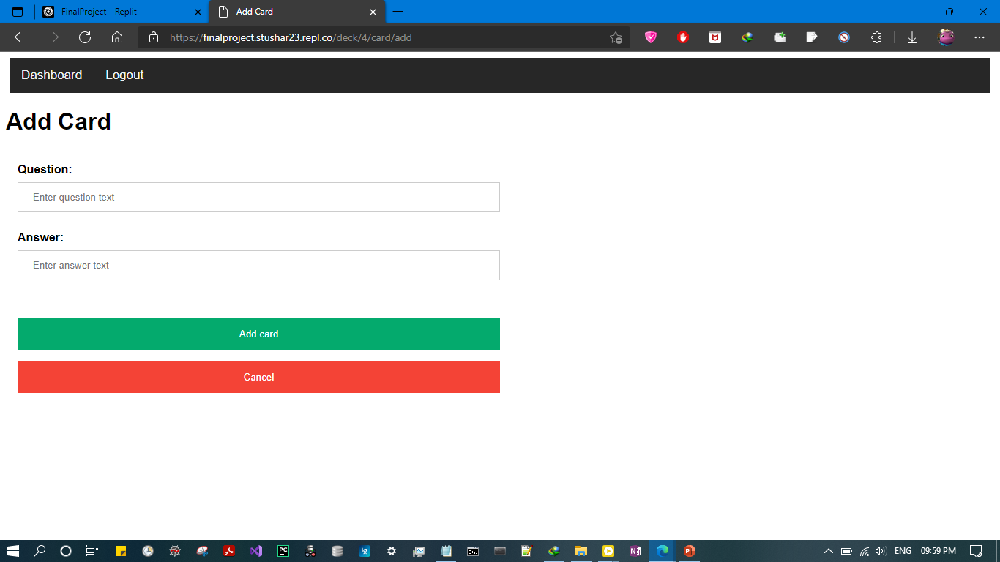 FinalProject - Replit
Add Card
https://finalproject.stushar23.repl.co/deck/4/card/add
Dashboard Logout
Add Card
Question:
Enter question text
Answer:
Enter answer text
Add card
Cancel
ENG 09:59 PM